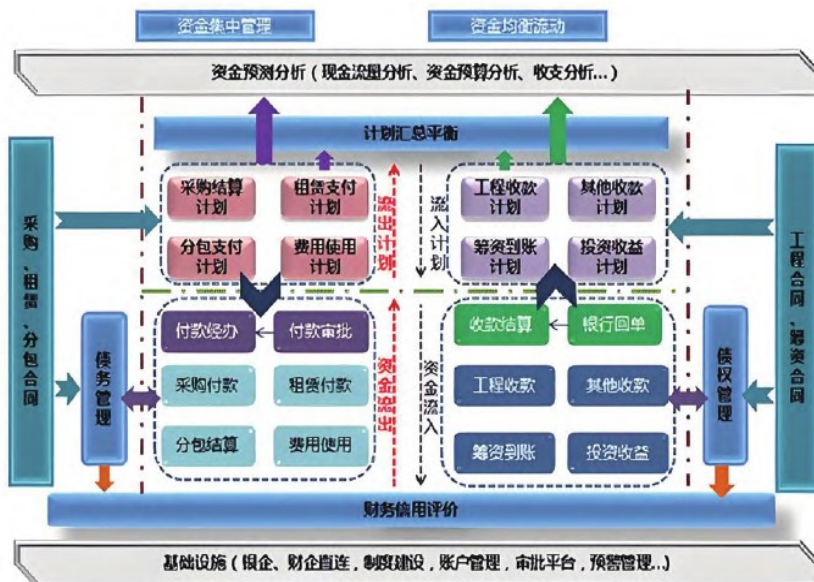 资金集中管理
资金均衡流动
资金预测分析（现金流量分析、资金预算分析、收支分析...）
计划汇总平衡
采购、租赁、分包合同
采购结算
计划
租赁支付
计划
分包支付
计划
费用使用
计划
流出计划
流入计划
工程收款
计划
其他收款
计划
筹资到账
计划
投资收益
计划
工程合同、筹资合同
债务管理
付款经办
付款审批
采购付款
租赁付款
分包结算
费用使用
资金流出
资金流入
收款结算
银行回单
工程收款
其他收款
筹资到账
投资收益
债权管理
财务信用评价
基础设施（银企、财企直连，制度建设，账户管理，审批平台，预警管理...）